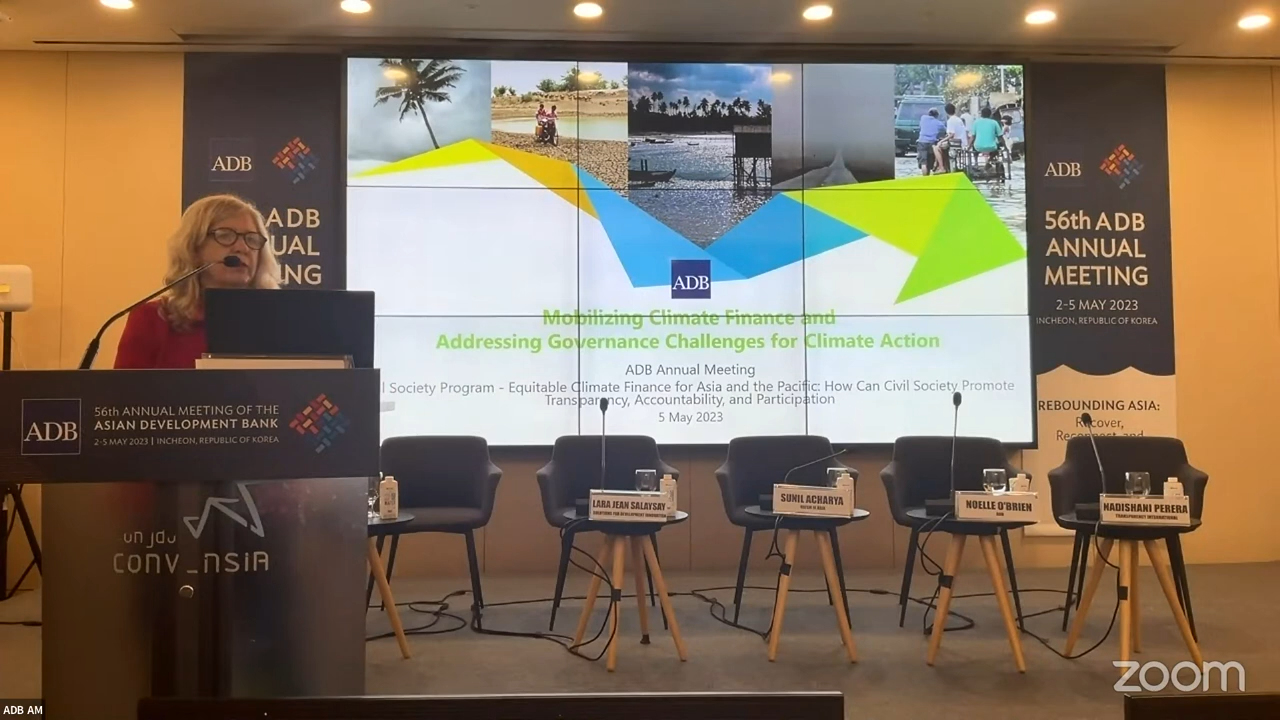 ADB
ADB
ANNUAL
MEETING
ADB
Mobilizing Climate Finance and
Addressing Governance Challenges for Climate Action
ADB Annual Meeting
Society Program - Equitable Climate Finance for Asia and the Pacific: How Can Civil Society Promote
Transparency, Accountability, and Participation
5 May 2023
ADB
56th ADB
ANNUAL
MEETING
2-5 MAY 2023
INCHEON, REPUBLIC OF KOREA
REBOUNDING ASIA:
Recover,
Reconnect, and
ADB
56th ANNUAL MEETING OF THE
ASIAN DEVELOPMENT BANK
2-5 MAY 2023 | INCHEON, REPUBLIC OF KOREA
CONV_nSiA
LARA JEAN SALAYSAY
SUNIL ACHARYA
NOELLE O'BRIEN
ADB
NADISHANI PERERA
TRANSPARENCY INTERNATIONAL
zoom
ADB AM